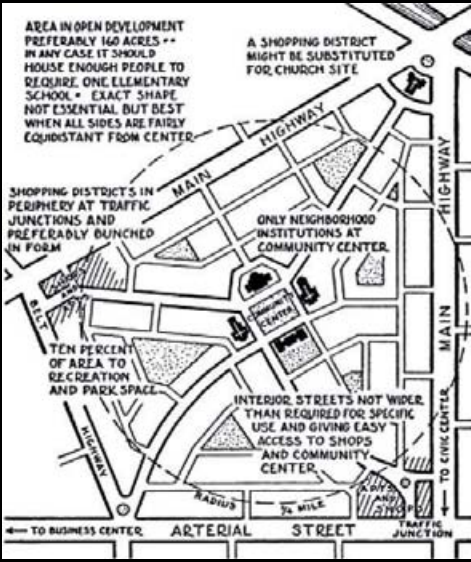 AREA IN OPEN DEVELOPMENT
PREFERABLY 160 ACRES --
IN ANY CASE IT SHOULD
HOUSE ENOUGH PEOPLE TO
REQUIRE ONE ELEMENTARY
SCHOOL • EXACT SHAPE
NOT ESSENTIAL BUT BEST
WHEN ALL SIDES ARE FAIRLY
EQUIDISTANT FROM CENTER
A SHOPPING DISTRICT
MIGHT BE SUBSTITUTED
FOR CHURCH SITE
MAIN HIGHWAY
SHOPPING DISTRICTS IN
PERIPHERY AT TRAFFIC
JUNCTIONS AND
PREFERABLY BUNCHED
IN FORM
ONLY NEIGHBORHOOD
INSTITUTIONS AT
COMMUNITY CENTER
MAIN HIGHWAY
SHOPS
AND
COMMUNITY
CENTER
BELT HIGHWAY
TEN PERCENT
OF AREA TO
RECREATION
AND PARK SPACE
INTERIOR STREETS NOT WIDER
THAN REQUIRED FOR SPECIFIC
USE AND GIVING EASY
ACCESS TO SHOPS
AND COMMUNITY
CENTER
TO CIVIC CENTER
APTS
AND
SHOPS
RADIUS 1/4 MILE
TO BUSINESS CENTER
ARTERIAL STREET
TRAFFIC
JUNCTION